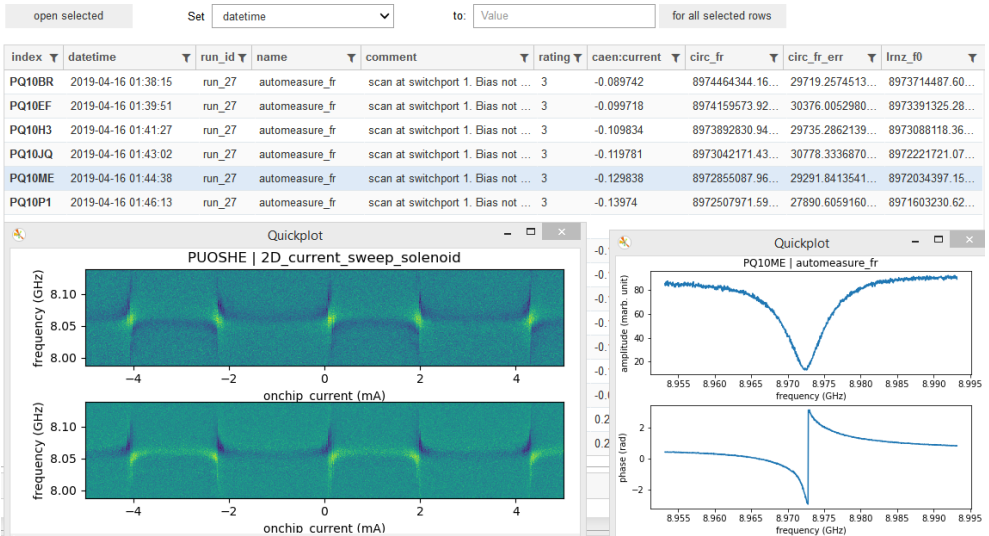 open selected Set datetime to: Value for all selected rows
index datetime run_id name comment rating caen:current circ_fr circ_fr_err lrnz_f0
PQ10BR 2019-04-16 01:38:15 run_27 automeasure_fr scan at switchport 1. Bias not ... 3 -0.089742 8974464344.16... 29719.2574513... 8973714487.60...
PQ10EF 2019-04-16 01:39:51 run_27 automeasure_fr scan at switchport 1. Bias not ... 3 -0.099718 8974159573.92... 30376.0052980... 8973391325.28...
PQ10H3 2019-04-16 01:41:27 run_27 automeasure_fr scan at switchport 1. Bias not ... 3 -0.109834 8973892830.94... 29735.2862139... 8973088118.36...
PQ10JQ 2019-04-16 01:43:02 run_27 automeasure_fr scan at switchport 1. Bias not ... 3 -0.119781 8973042171.43... 30778.3336870... 8972221721.07...
PQ10ME 2019-04-16 01:44:38 run_27 automeasure_fr scan at switchport 1. Bias not ... 3 -0.129838 8972855087.96... 29291.8413541... 8972034397.15...
PQ10P1 2019-04-16 01:46:13 run_27 automeasure_fr scan at switchport 1. Bias not ... 3 -0.13974 8972507971.59... 27890.6059160... 8971603230.62...
Quickplot
PUOSHE | 2D_current_sweep_solenoid
frequency (GHz)
8.10
8.05
8.00
−4 −2 0 2 4
onchip_current (mA)
frequency (GHz)
8.10
8.05
8.00
−4 −2 0 2 4
onchip_current (mA)
0.2
0.2
Quickplot
PQ10ME | automeasure_fr
amplitude (marb. unit)
80
60
40
20
8.955 8.960 8.965 8.970 8.975 8.980 8.985 8.990 8.995
frequency (GHz)
phase (rad)
2
0
−2
8.955 8.960 8.965 8.970 8.975 8.980 8.985 8.990 8.995
frequency (GHz)